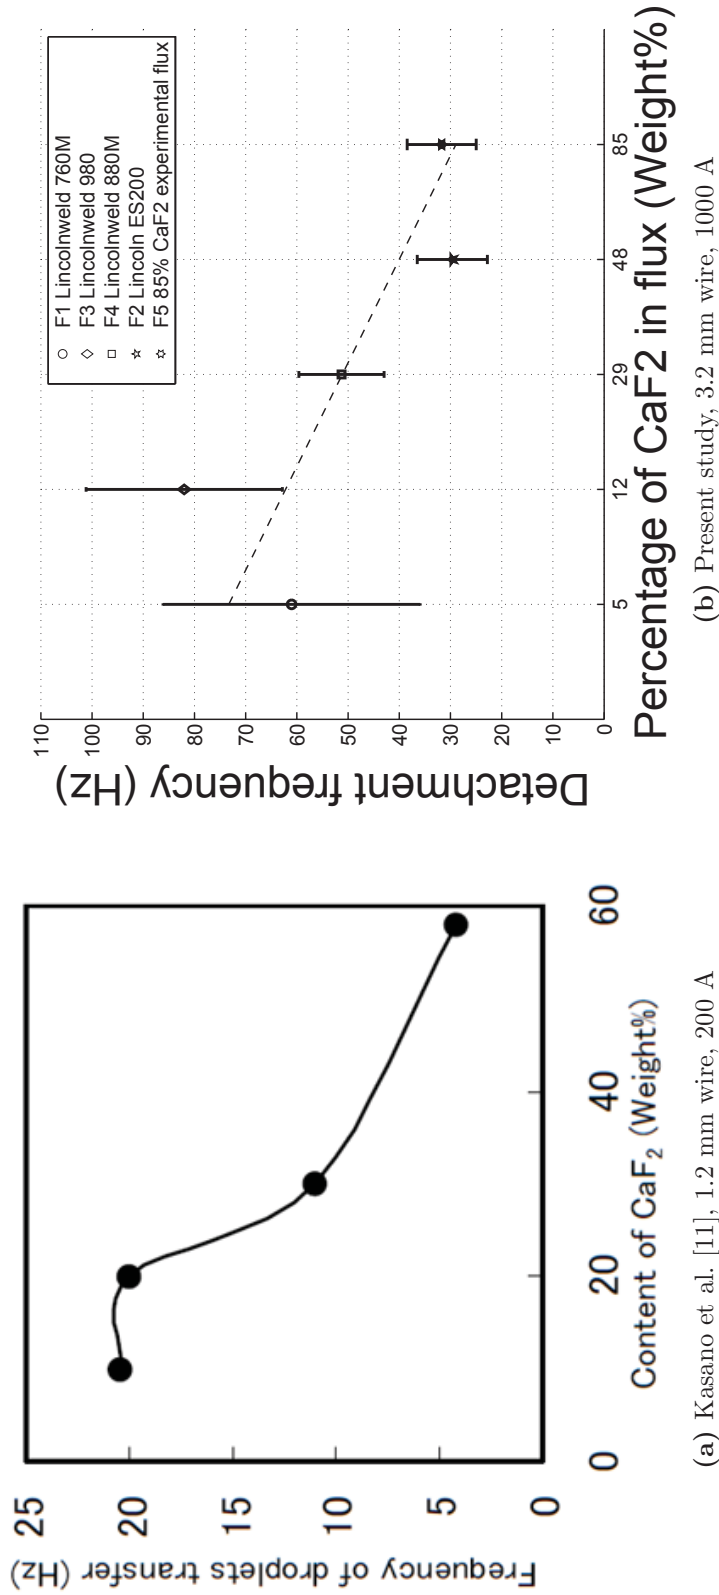 Frequency of droplets transfer (Hz)
25
20
15
10
5
0
0
20
40
60
Content of CaF₂ (Weight%)
(a) Kasano et al. [11], 1.2 mm wire, 200 A
Detachment frequency (Hz)
110
100
90
80
70
60
50
40
30
20
10
0
5
12
29
48
85
F1 Lincolnweld 760M
F3 Lincolnweld 980
F4 Lincolnweld 880M
F2 Lincoln ES200
F5 85% CaF2 experimental flux
Percentage of CaF2 in flux (Weight%)
(b) Present study, 3.2 mm wire, 1000 A